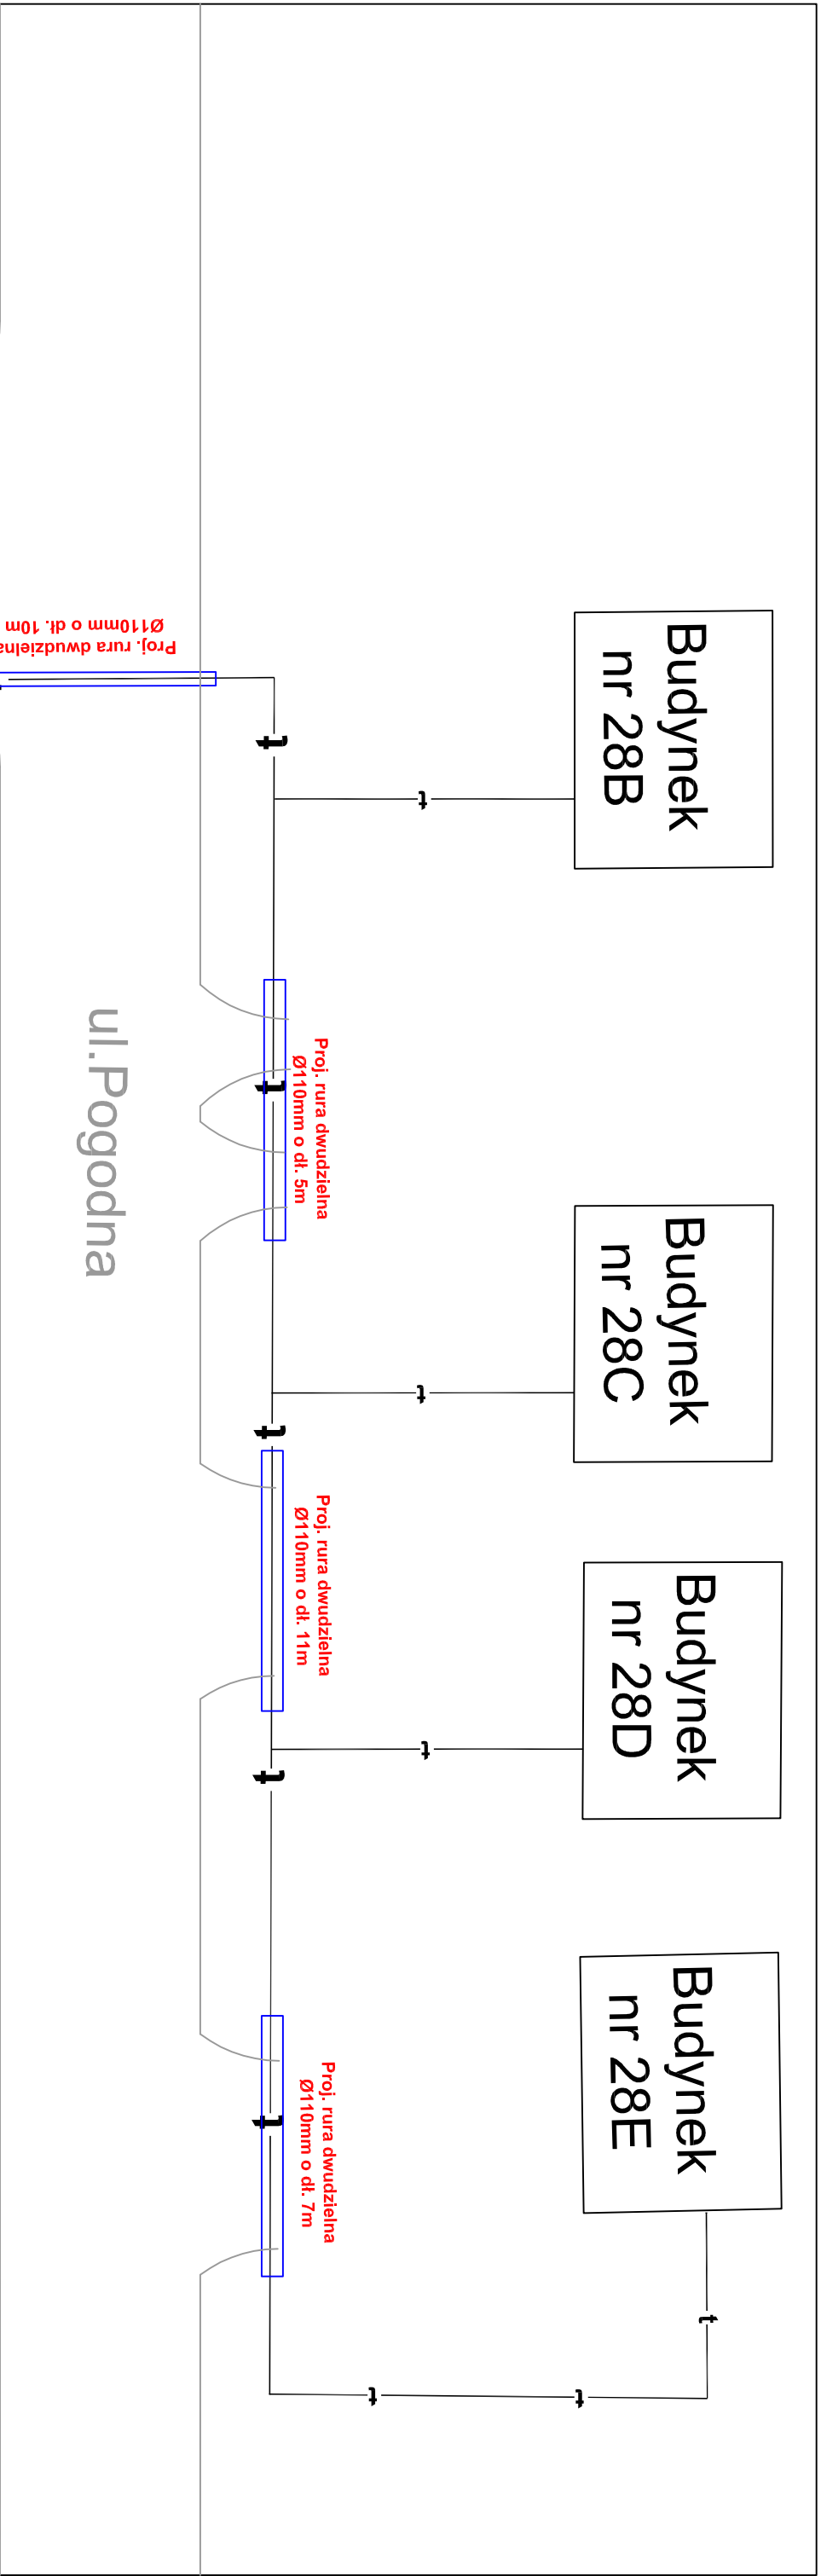 Proj. rura dwudzielna
Ø110mm o dł. 10m
Budynek
nr 28B
t
t
ul.Pogodna
Proj. rura dwudzielna
Ø110mm o dł. 5m
t
Budynek
nr 28C
t
t
Proj. rura dwudzielna
Ø110mm o dł. 11m
Budynek
nr 28D
t
t
Budynek
nr 28E
Proj. rura dwudzielna
Ø110mm o dł. 7m
t
t
t
t